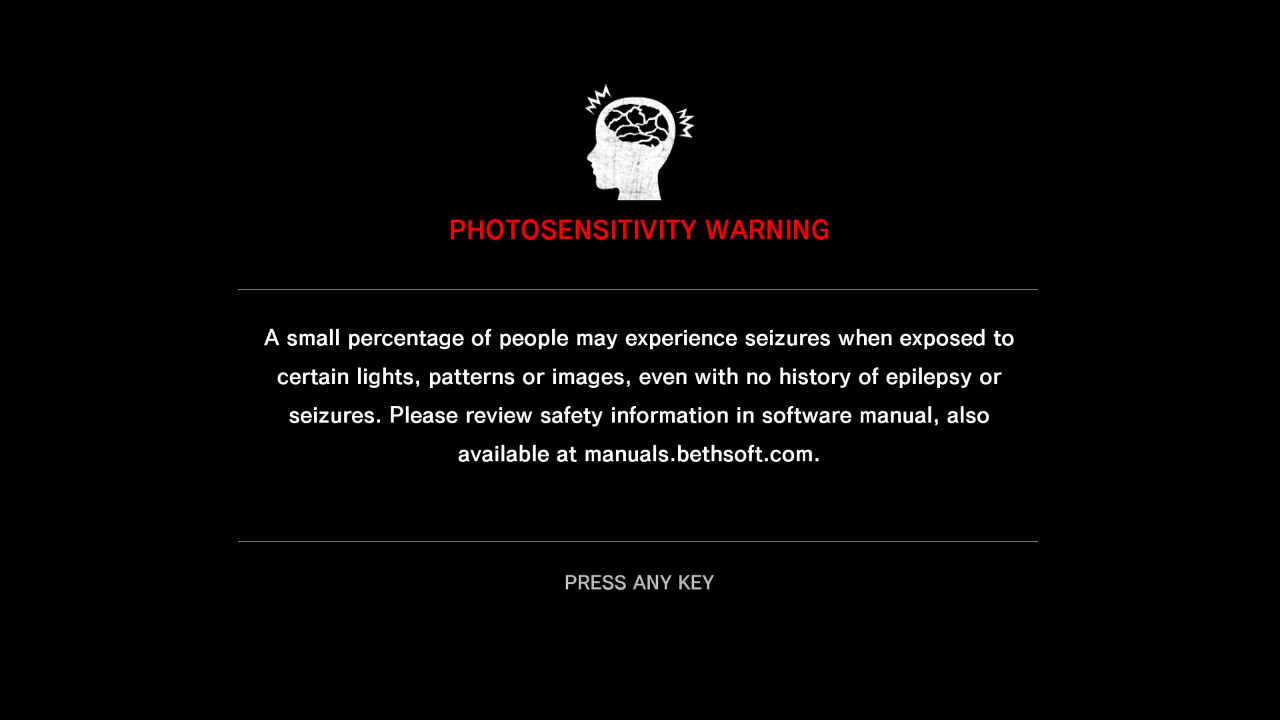 PHOTOSENSITIVITY WARNING
A small percentage of people may experience seizures when exposed to
certain lights, patterns or images, even with no history of epilepsy or
seizures. Please review safety information in software manual, also
available at manuals.bethsoft.com.
PRESS ANY KEY